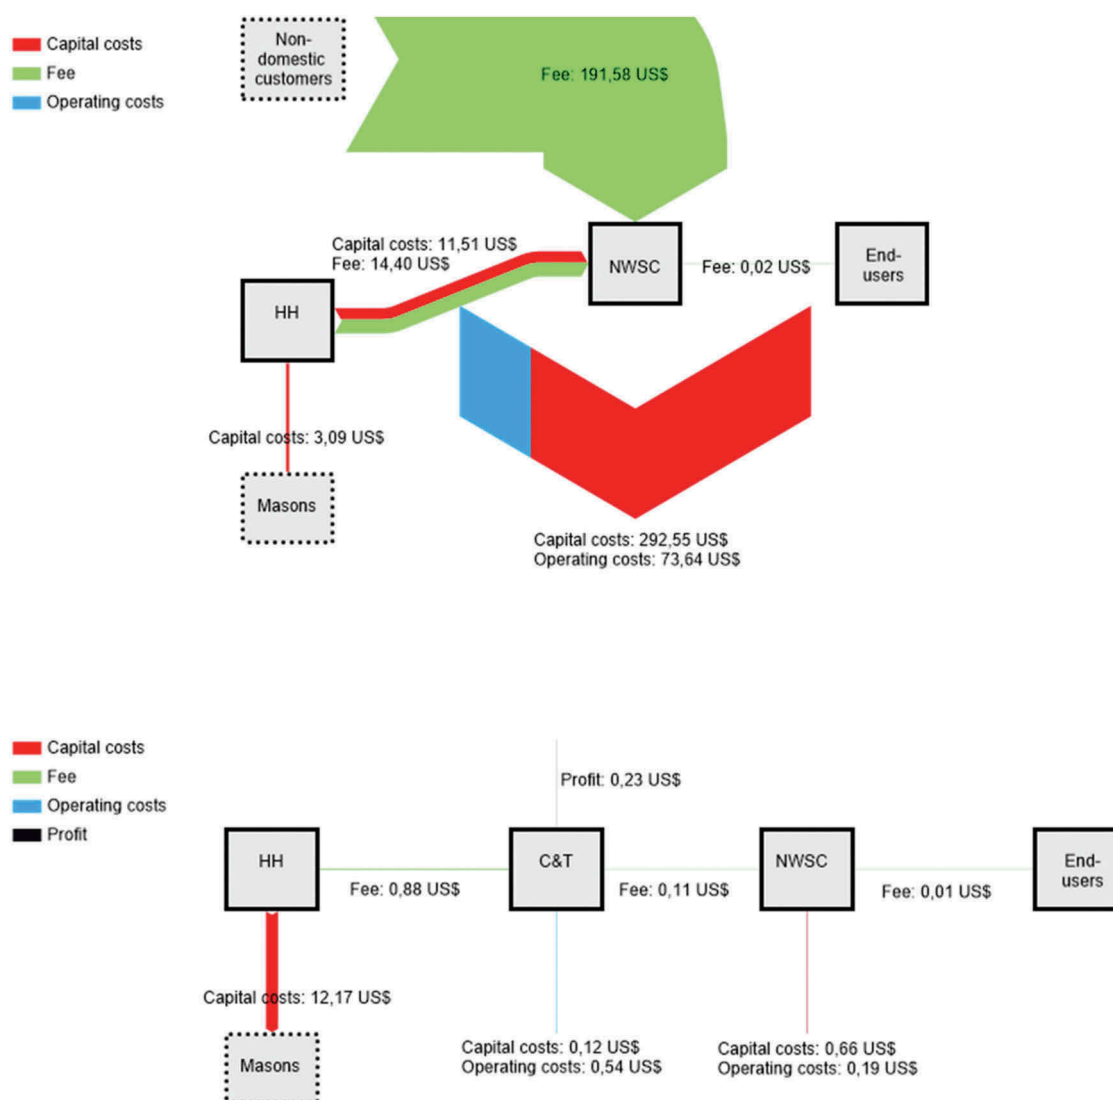 Capital costs
Fee
Operating costs
Non-
domestic
customers
Fee: 191,58 US$
Capital costs: 11,51 US$
Fee: 14,40 US$
NWSC
Fee: 0,02 US$
End-
users
HH
Capital costs: 3,09 US$
Masons
Capital costs: 292,55 US$
Operating costs: 73,64 US$
Capital costs
Fee
Operating costs
Profit
Profit: 0,23 US$
HH
Fee: 0,88 US$
C&T
Fee: 0,11 US$
NWSC
Fee: 0,01 US$
End-
users
Capital costs: 12,17 US$
Masons
Capital costs: 0,12 US$
Operating costs: 0,54 US$
Capital costs: 0,66 US$
Operating costs: 0,19 US$